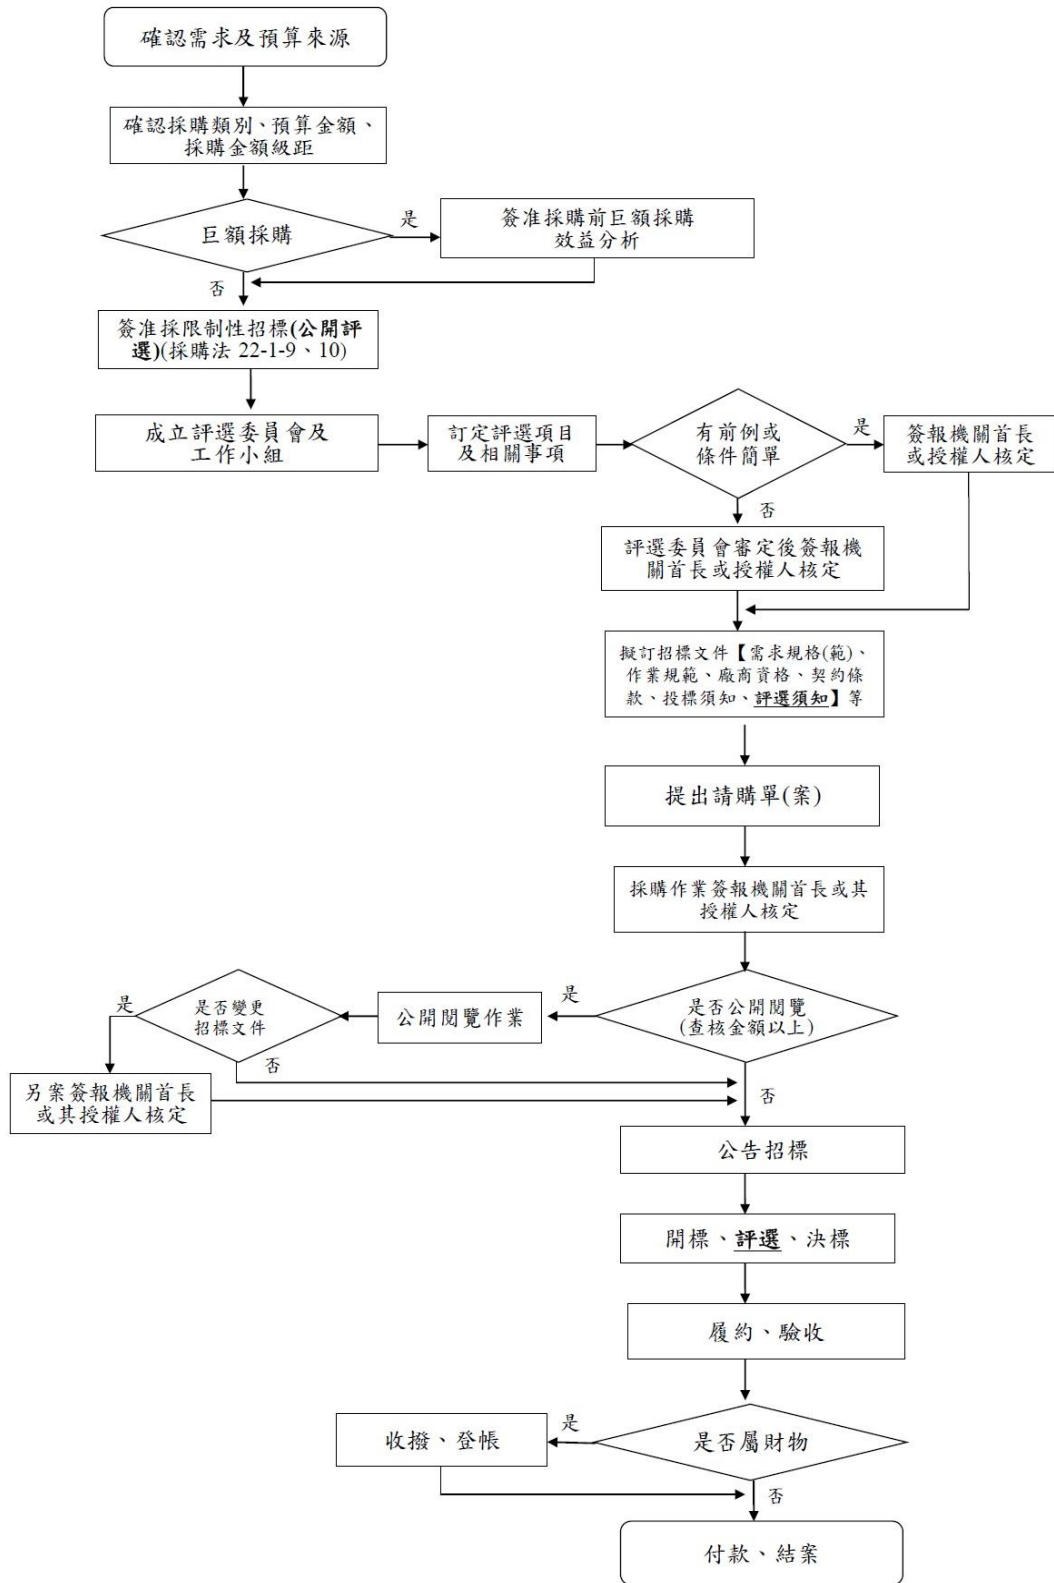 確認需求及預算來源
確認採購類別、預算金額、
採購金額級距
巨額採購
是
簽准採購前巨額採購
效益分析
否
簽准採限制性招標(公開評
選)(採購法 22-1-9、10)
成立評選委員會及
工作小組
訂定評選項目
及相關事項
有前例或
條件簡單
是
簽報機關首長
或授權人核定
否
評選委員會審定後簽報機
關首長或授權人核定
擬訂招標文件【需求規格(範)、
作業規範、廠商資格、契約條
款、投標須知、評選須知】等
提出請購單(案)
採購作業簽報機關首長或其
授權人核定
是否公開閱覽
(查核金額以上)
是
公開閱覽作業
是否變更
招標文件
是
否
另案簽報機關首長
或其授權人核定
否
公告招標
開標、評選、決標
履約、驗收
是否屬財物
是
收撥、登帳
否
付款、結案